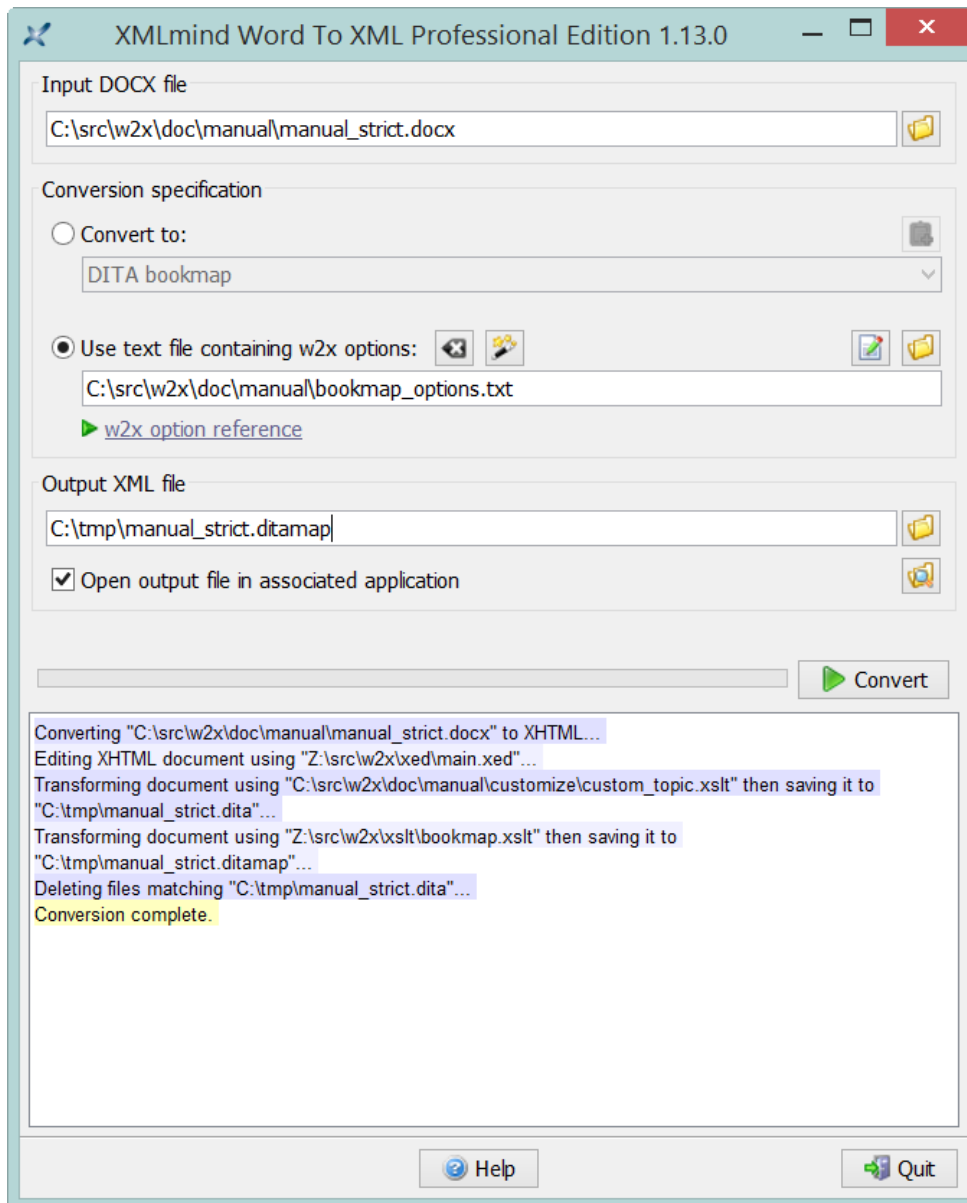 XMLmind Word To XML Professional Edition 1.13.0
Input DOCX file
C:\src\w2x\doc\manual\manual_strict.docx
Conversion specification
Convert to:
DITA bookmap
Use text file containing w2x options:
C:\src\w2x\doc\manual\bookmap_options.txt
w2x option reference
Output XML file
C:\tmp\manual_strict.ditamap
Open output file in associated application
Convert
Converting "C:\src\w2x\doc\manual\manual_strict.docx" to XHTML...
Editing XHTML document using "Z:\src\w2x\xed\main.xed"...
Transforming document using "C:\src\w2x\doc\manual\customize\custom_topic.xslt" then saving it to
"C:\tmp\manual_strict.dita"...
Transforming document using "Z:\src\w2x\xslt\bookmap.xslt" then saving it to
"C:\tmp\manual_strict.ditamap"...
Deleting files matching "C:\tmp\manual_strict.dita"...
Conversion complete.
Help
Quit